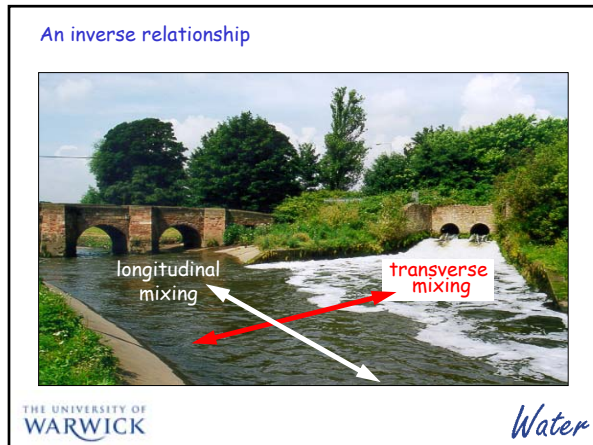 An inverse relationship
longitudinal
mixing
transverse
mixing
THE UNIVERSITY OF
WARWICK
Water